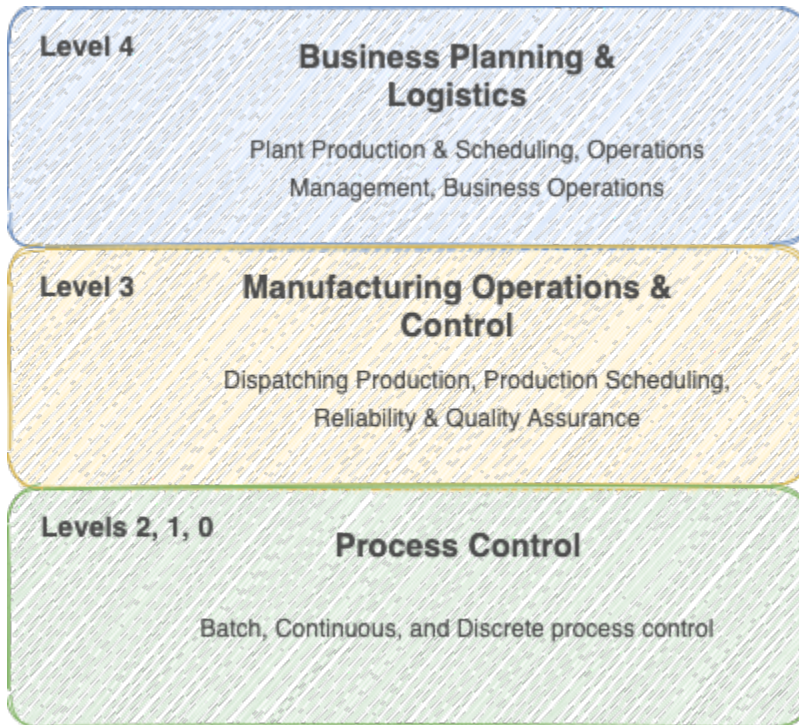 Level 4
Business Planning &
Logistics
Plant Production & Scheduling, Operations
Management, Business Operations
Level 3
Manufacturing Operations &
Control
Dispatching Production, Production Scheduling,
Reliability & Quality Assurance
Levels 2, 1, 0
Process Control
Batch, Continuous, and Discrete process control